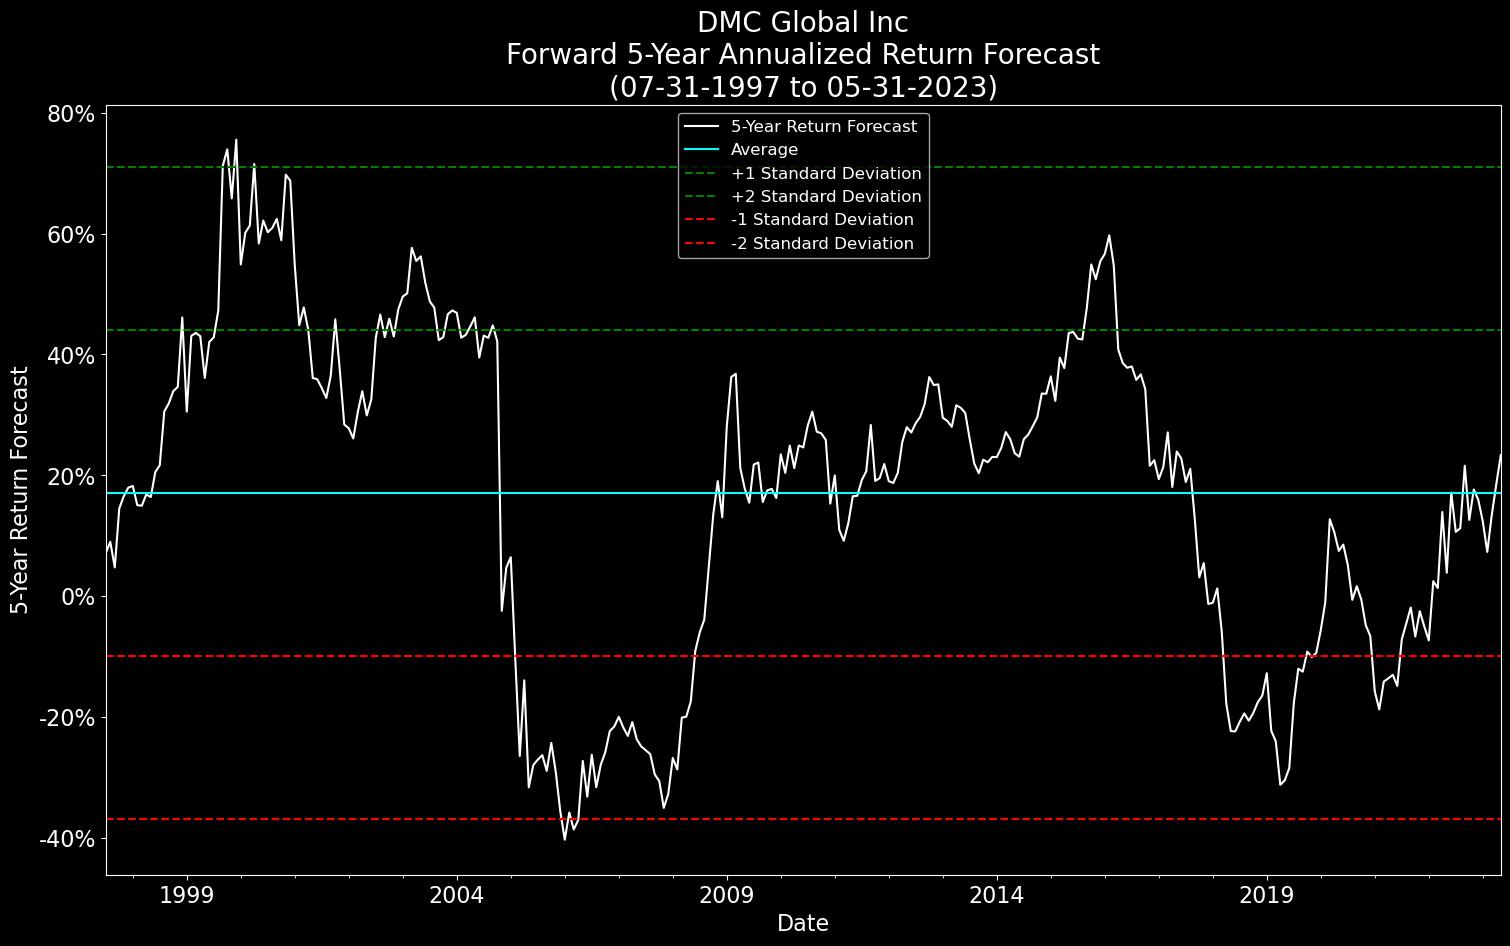 DMC Global Inc
Forward 5-Year Annualized Return Forecast
(07-31-1997 to 05-31-2023)
5-Year Return Forecast
80%
60%
40%
20%
0%
-20%
-40%
5-Year Return Forecast
Average
+1 Standard Deviation
+2 Standard Deviation
-1 Standard Deviation
-2 Standard Deviation
1999
2004
2009
2014
2019
Date